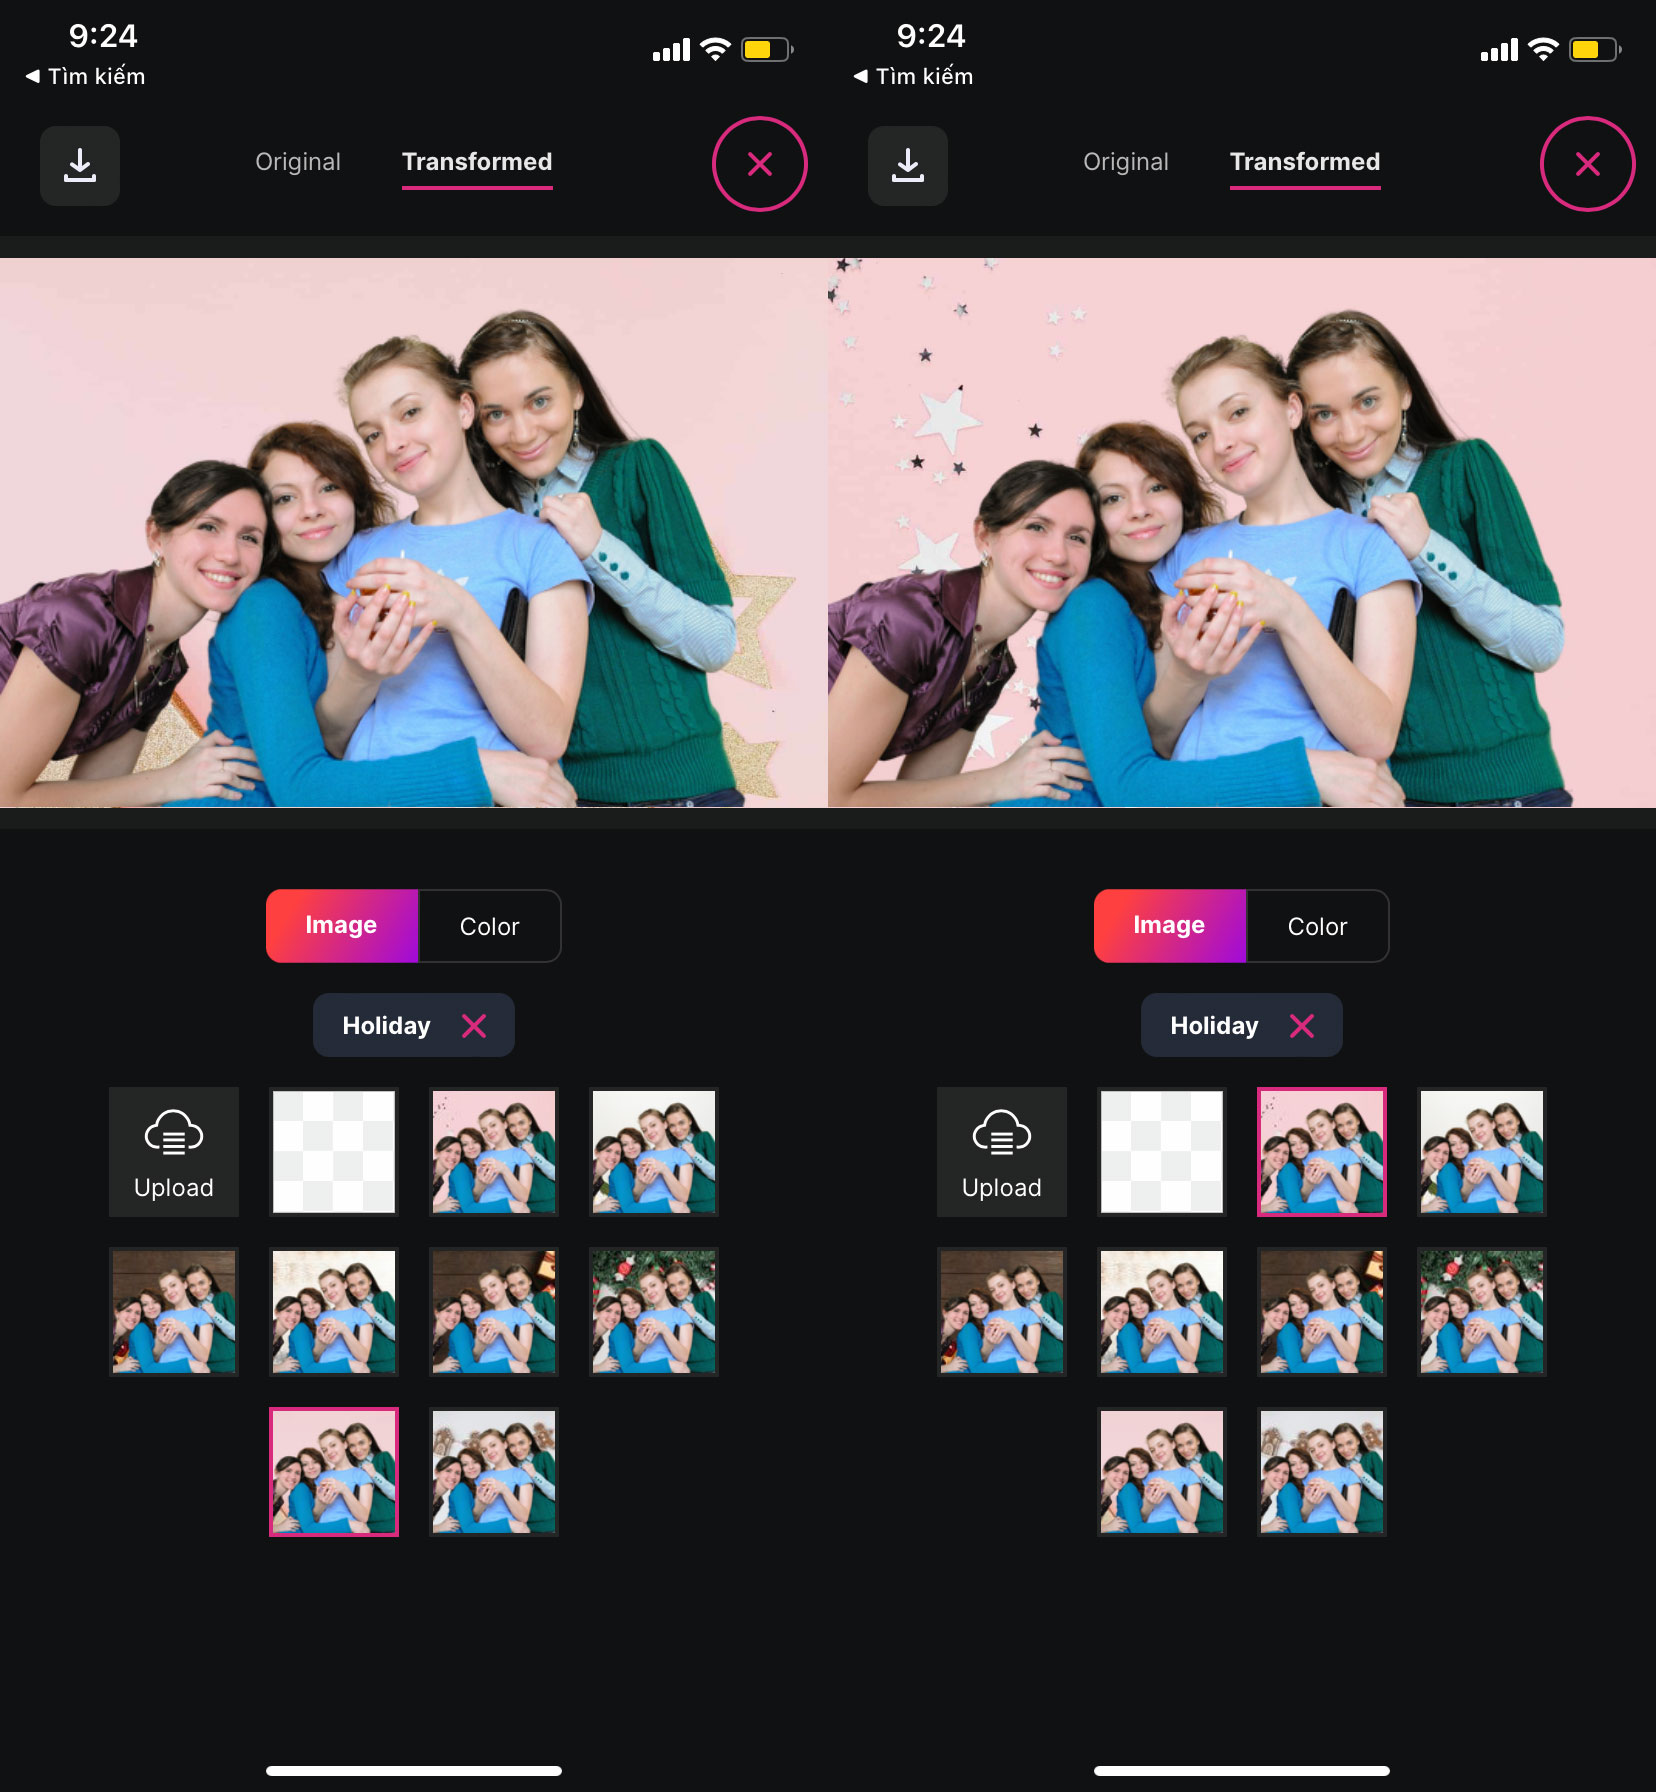 9:24
◀ Tìm kiếm
Original Transformed
Image Color
Holiday
Upload
9:24
◀ Tìm kiếm
Original Transformed
Image Color
Holiday
Upload